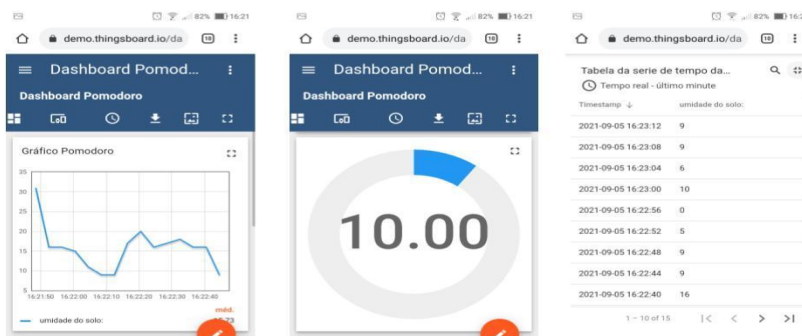 82% 16:21
demo.thingsboard.io/da 10
Dashboard Pomod...
Dashboard Pomodoro
Gráfico Pomodoro
35
30
25
20
15
10
5
16:21:50 16:22:00 16:22:10 16:22:20 16:22:30 16:22:40
méd.
umidade do solo:
82% 16:21
demo.thingsboard.io/da 10
Dashboard Pomod...
Dashboard Pomodoro
10.00
82%
demo.thingsboard.io/da 10
Tabela da serie de tempo da...
Tempo real - último minute
Timestamp ↓ umidade do solo:
2021-09-05 16:23:12 9
2021-09-05 16:23:08 9
2021-09-05 16:23:04 6
2021-09-05 16:23:00 10
2021-09-05 16:22:56 0
2021-09-05 16:22:52 5
2021-09-05 16:22:48 9
2021-09-05 16:22:44 9
2021-09-05 16:22:40 16
1 – 10 of 15